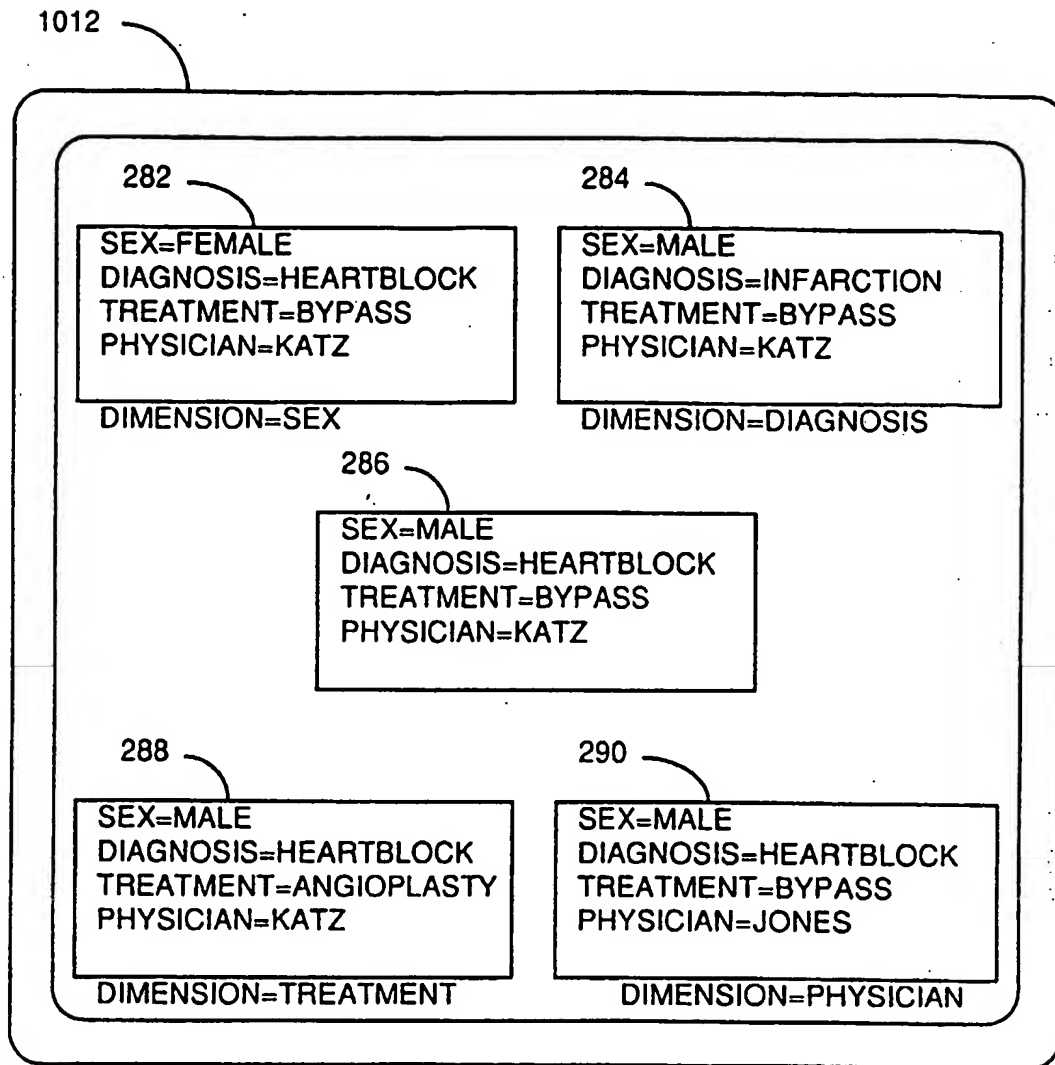 1012
282
SEX=FEMALE
DIAGNOSIS=HEARTBLOCK
TREATMENT=BYPASS
PHYSICIAN=KATZ
DIMENSION=SEX
284
SEX=MALE
DIAGNOSIS=INFARCTION
TREATMENT=BYPASS
PHYSICIAN=KATZ
DIMENSION=DIAGNOSIS
286
SEX=MALE
DIAGNOSIS=HEARTBLOCK
TREATMENT=BYPASS
PHYSICIAN=KATZ
288
SEX=MALE
DIAGNOSIS=HEARTBLOCK
TREATMENT=ANGIOPLASTY
PHYSICIAN=KATZ
DIMENSION=TREATMENT
290
SEX=MALE
DIAGNOSIS=HEARTBLOCK
TREATMENT=BYPASS
PHYSICIAN=JONES
DIMENSION=PHYSICIAN